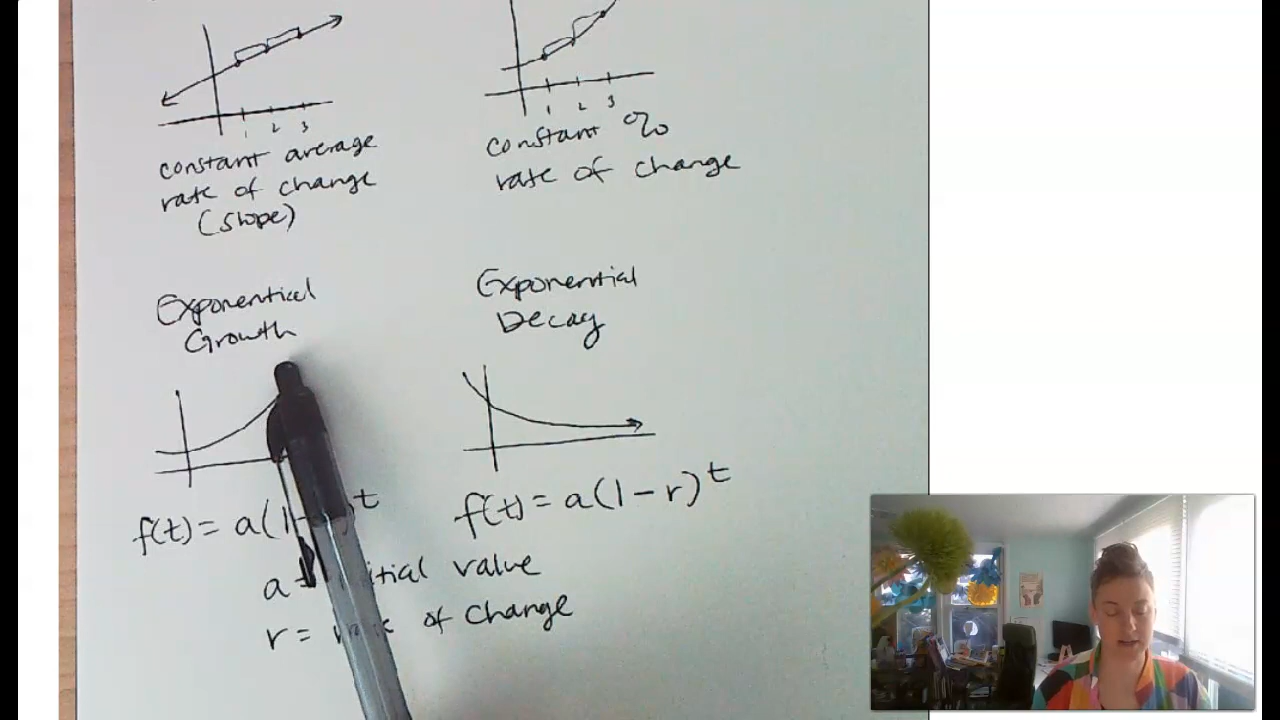 1 2 3
1 2 3
constant average
rate of change
(slope)
constant %
rate of change
Exponential
Growth
Exponential
Decay
f(t) = a(1 t
f(t) = a(1-r)^t
a = value
r = of change